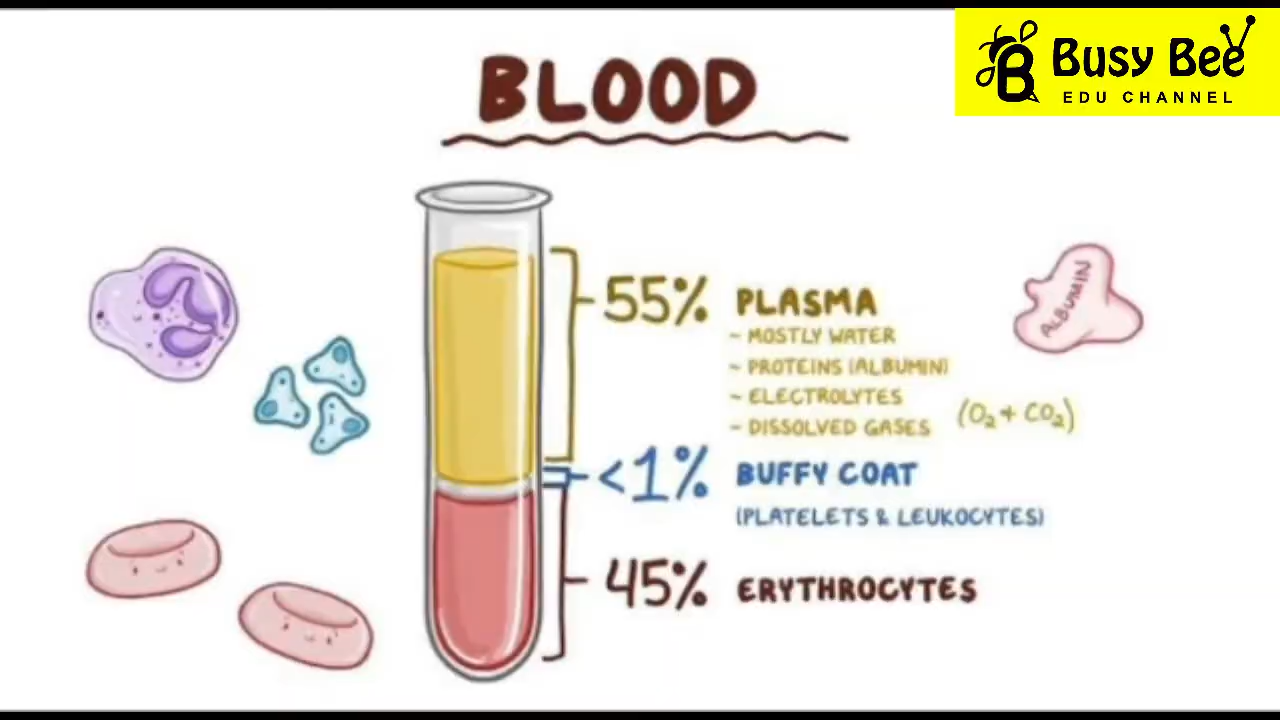 BLOOD
Busy Bee
EDU CHANNEL
55% PLASMA
~ MOSTLY WATER
~ PROTEINS (ALBUMIN)
~ ELECTROLYTES
~ DISSOLVED GASES (O₂ + CO₂)
ALBUMIN
<1% BUFFY COAT
(PLATELETS & LEUKOCYTES)
45% ERYTHROCYTES